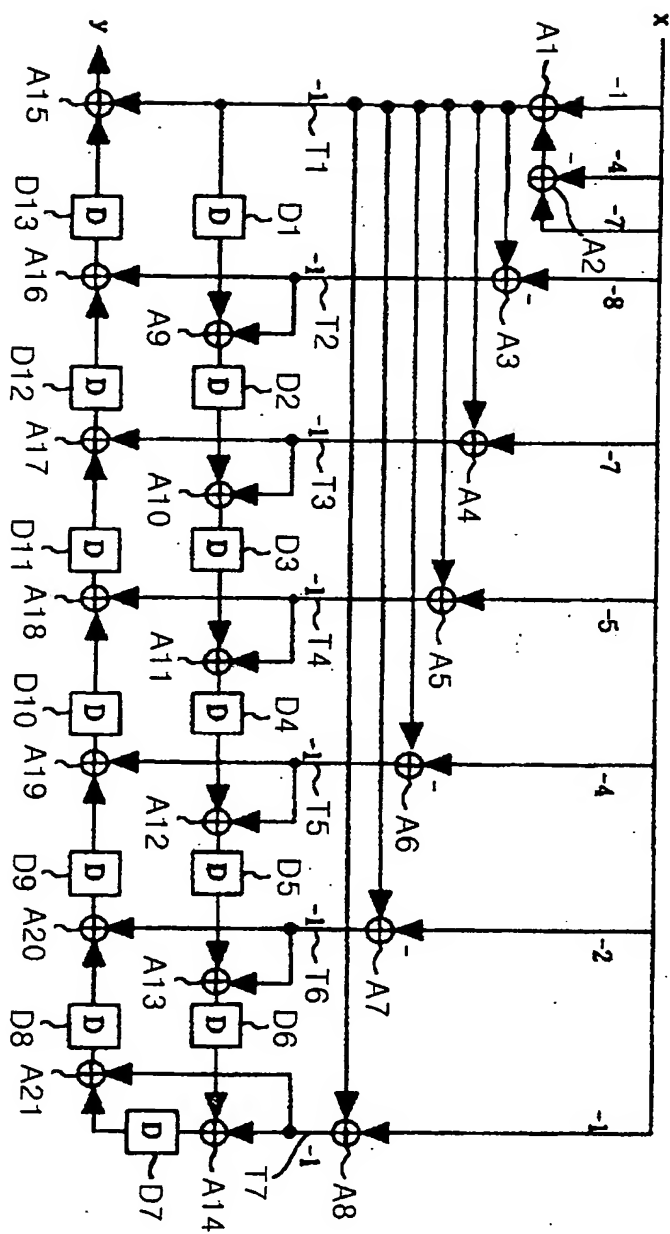 x
-1
-4
-7
-8
-7
-5
-4
-2
-1
A1
A2
A3
A4
A5
A6
A7
A8
-1
T1
-1
T2
-1
T3
-1
T4
-1
T5
-1
T6
-1
T7
D D1
D D2
D D3
D D4
D D5
D D6
A9
A10
A11
A12
A13
A14
D D7
y
D
D
D
D
D
D
A15
D13
A16
D12
A17
D11
A18
D10
A19
D9
A20
D8
A21